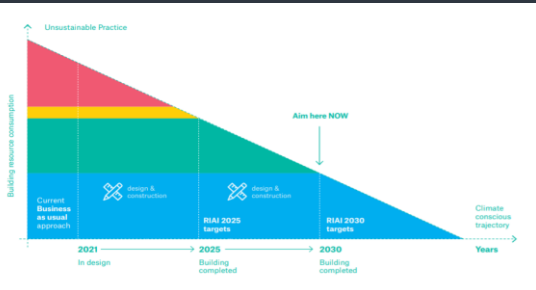 Unsustainable Practice
Building resource consumption
Aim here NOW
Current
Business
as usual
approach
design &
construction
design &
construction
RIAI 2025
targets
RIAI 2030
targets
Climate
conscious
trajectory
2021
2025
2030
Years
In design
Building
completed
Building
completed